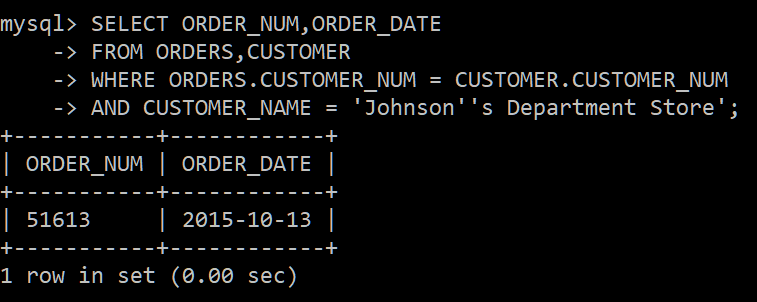 mysql> SELECT ORDER_NUM,ORDER_DATE
    -> FROM ORDERS,CUSTOMER
    -> WHERE ORDERS.CUSTOMER_NUM = CUSTOMER.CUSTOMER_NUM
    -> AND CUSTOMER_NAME = 'Johnson''s Department Store';
+-----------+------------+
| ORDER_NUM | ORDER_DATE |
+-----------+------------+
| 51613     | 2015-10-13 |
+-----------+------------+
1 row in set (0.00 sec)